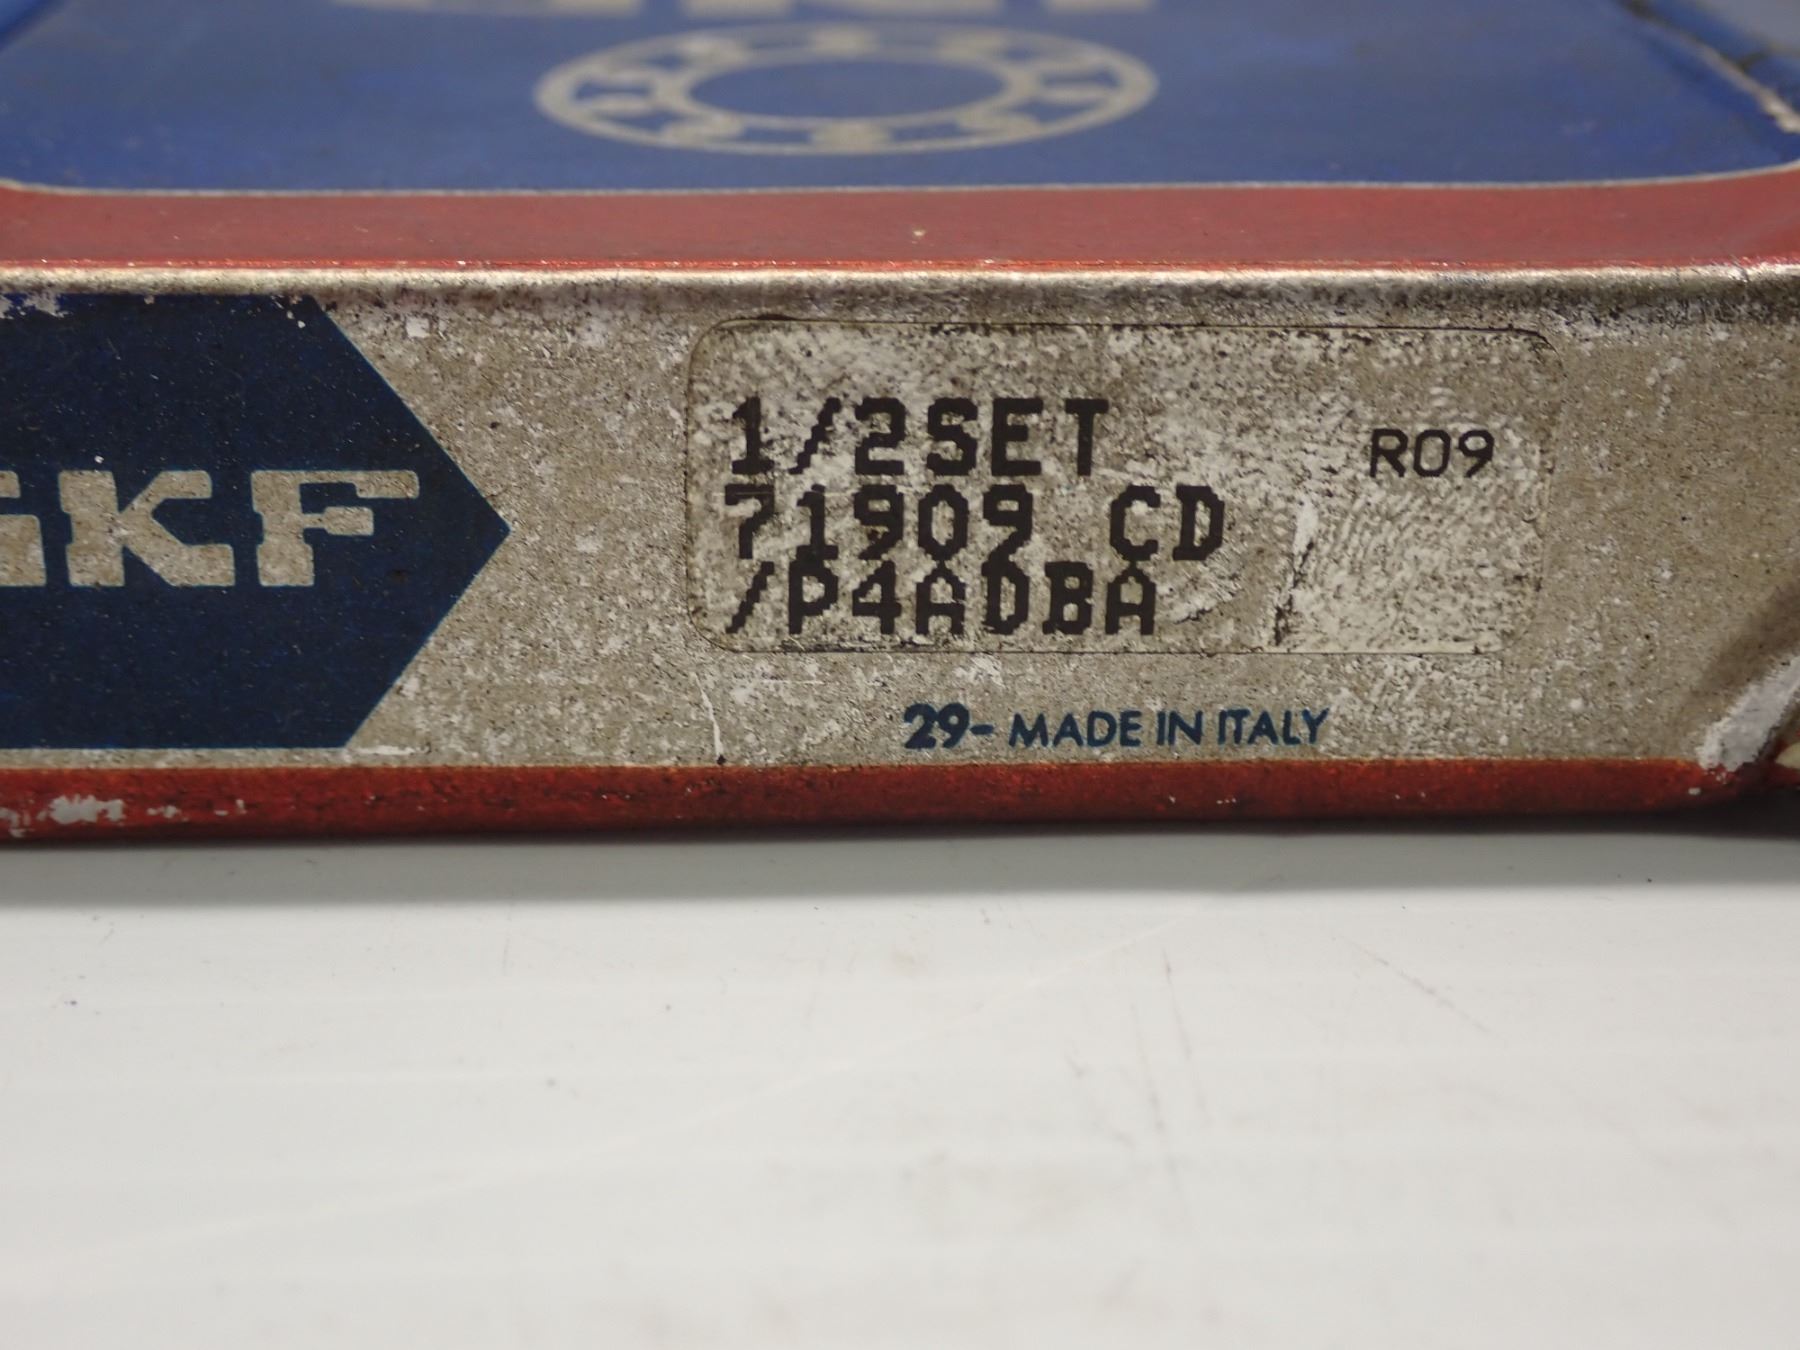 SKF
1/2SET
R09
71909 CD
/P4ADBA
29- MADE IN ITALY